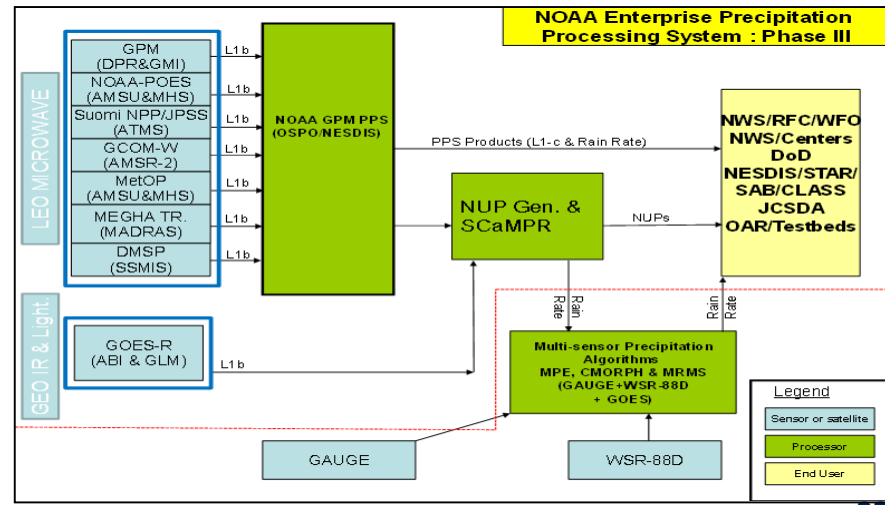 NOAA Enterprise Precipitation
Processing System : Phase III
LEO MICROWAVE
GPM
(DPR&GMI)
NOAA-POES
(AMSU&MHS)
Suomi NPP/JPSS
(ATMS)
GCOM-W
(AMSR-2)
MetOP
(AMSU&MHS)
MEGHA TR.
(MADRAS)
DMSP
(SSMIS)
L1b
L1b
L1b
L1b
L1b
L1b
L1b
NOAA GPM PPS
(OSPO/NESDIS)
PPS Products (L1-c & Rain Rate)
NUP Gen. &
SCaMPR
NUPs
NWS/RFC/WFO
NWS/Centers
DoD
NESDIS/STAR/
SAB/CLASS
JCSDA
OAR/Testbeds
Rain
Rate
Rain
Rate
GEO IR & Light.
GOES-R
(ABI & GLM)
L1b
Multi-sensor Precipitation
Algorithms
MPE, CMORPH & MRMS
(GAUGE+WSR-88D
+ GOES)
GAUGE
WSR-88D
Legend
Sensor or satellite
Processor
End User